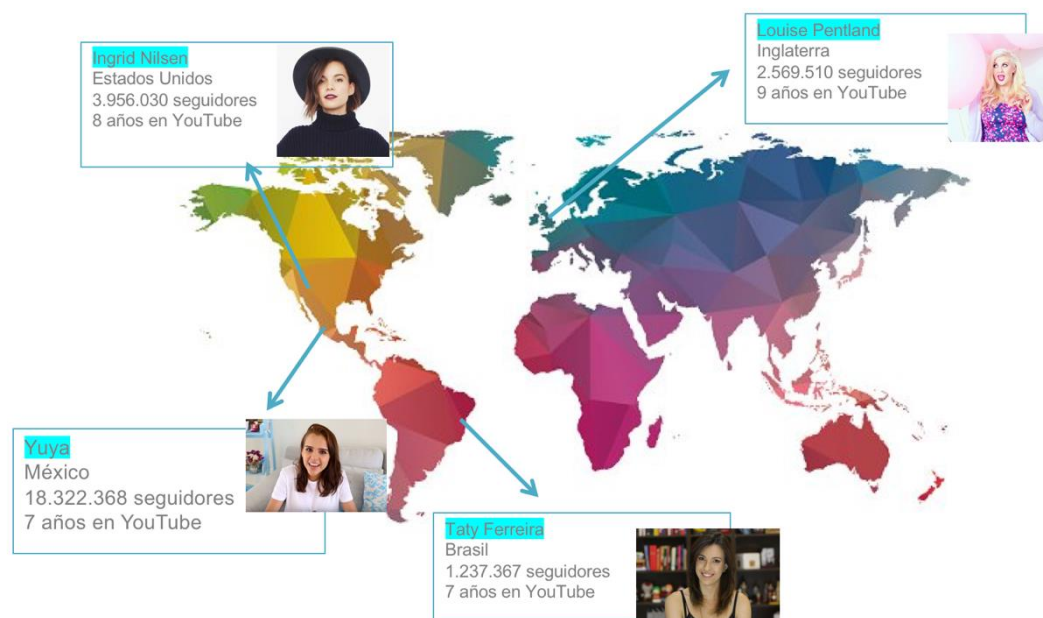 Ingrid Nilsen
Estados Unidos
3.956.030 seguidores
8 años en YouTube
Louise Pentland
Inglaterra
2.569.510 seguidores
9 años en YouTube
Yuya
México
18.322.368 seguidores
7 años en YouTube
Taty Ferreira
Brasil
1.237.367 seguidores
7 años en YouTube